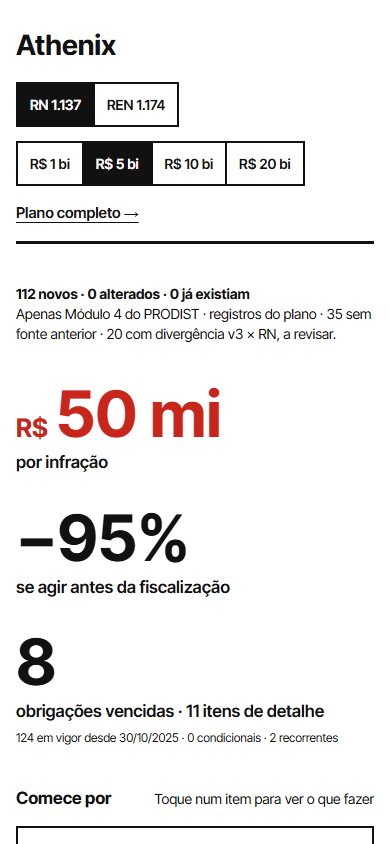 Athenix
RN 1.137 REN 1.174
R$ 1 bi R$ 5 bi R$ 10 bi R$ 20 bi
Plano completo →
112 novos · 0 alterados · 0 já existiam
Apenas Módulo 4 do PRODIST · registros do plano · 35 sem
fonte anterior · 20 com divergência v3 × RN, a revisar.
R$ 50 mi
por infração
−95%
se agir antes da fiscalização
8
obrigações vencidas · 11 itens de detalhe
124 em vigor desde 30/10/2025 · 0 condicionais · 2 recorrentes
Comece por Toque num item para ver o que fazer